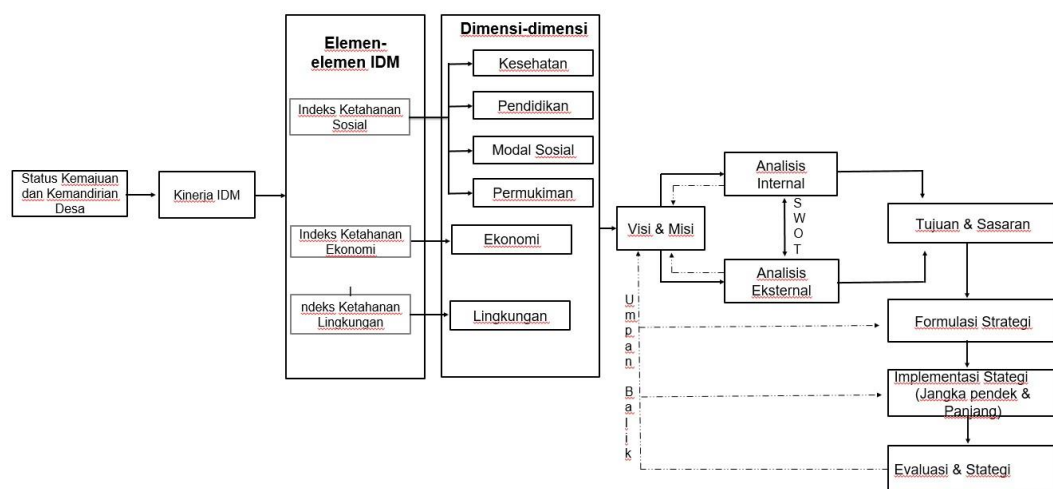 Elemen-
elemen IDM
Dimensi-dimensi
Kesehatan
Pendidikan
Modal Sosial
Permukiman
Indeks Ketahanan
Sosial
Status Kemajuan
dan Kemandirian
Desa
Kinerja IDM
Indeks Ketahanan
Ekonomi
Ekonomi
I
ndeks Ketahanan
Lingkungan
Lingkungan
Visi & Misi
Analisis
Internal
S
W
O
T
Analisis
Eksternal
Tujuan & Sasaran
Formulasi Strategi
Implementasi Stategi
(Jangka pendek &
Panjang)
Evaluasi & Stategi
U
m
p
a
n
B
a
l
i
k